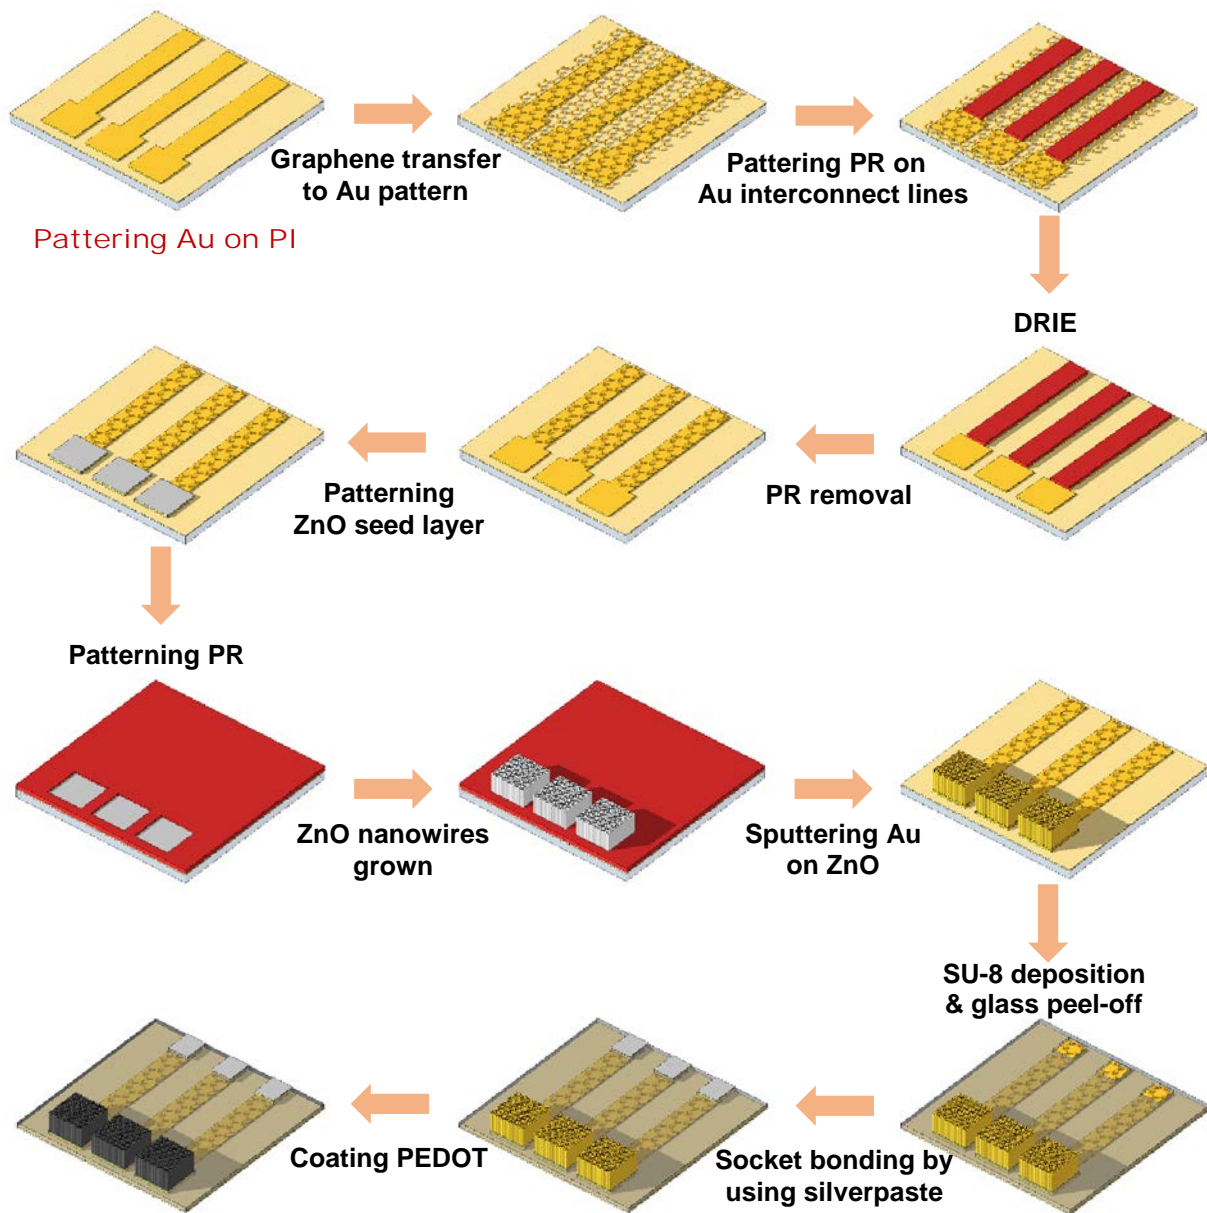 Graphene transfer
to Au pattern
Pattering PR on
Au interconnect lines
Pattering Au on PI
DRIE
Patterning
ZnO seed layer
PR removal
Patterning PR
ZnO nanowires
grown
Sputtering Au
on ZnO
SU-8 deposition
& glass peel-off
Coating PEDOT
Socket bonding by
using silverpaste